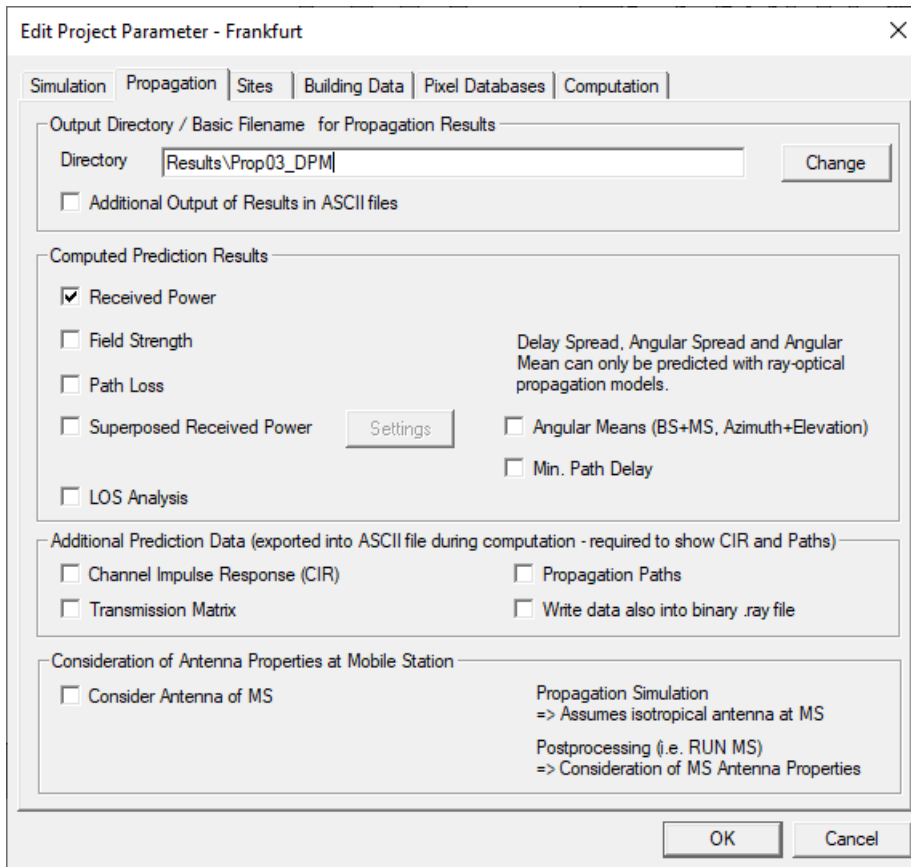 Edit Project Parameter - Frankfurt
Simulation Propagation Sites Building Data Pixel Databases Computation
Output Directory / Basic Filename for Propagation Results
Directory Results\Prop03_DPM Change
Additional Output of Results in ASCII files
Computed Prediction Results
Received Power
Field Strength
Path Loss
Superposed Received Power Settings
LOS Analysis
Delay Spread, Angular Spread and Angular
Mean can only be predicted with ray-optical
propagation models.
Angular Means (BS+MS, Azimuth+Elevation)
Min. Path Delay
Additional Prediction Data (exported into ASCII file during computation - required to show CIR and Paths)
Channel Impulse Response (CIR) Propagation Paths
Transmission Matrix Write data also into binary .ray file
Consideration of Antenna Properties at Mobile Station
Consider Antenna of MS
Propagation Simulation
=> Assumes isotropical antenna at MS
Postprocessing (i.e. RUN MS)
=> Consideration of MS Antenna Properties
OK Cancel